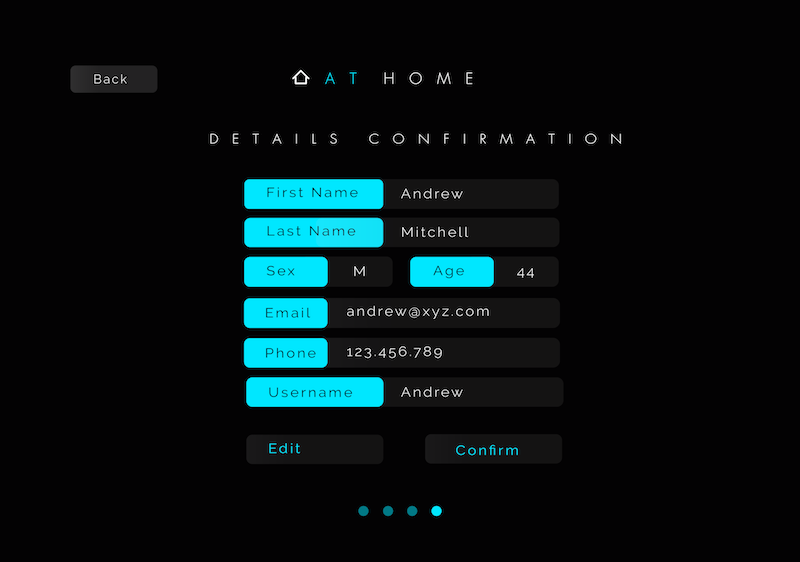 Back
AT HOME
DETAILS CONFIRMATION
First Name Andrew
Last Name Mitchell
Sex M Age 44
Email andrew@xyz.com
Phone 123.456.789
Username Andrew
Edit Confirm